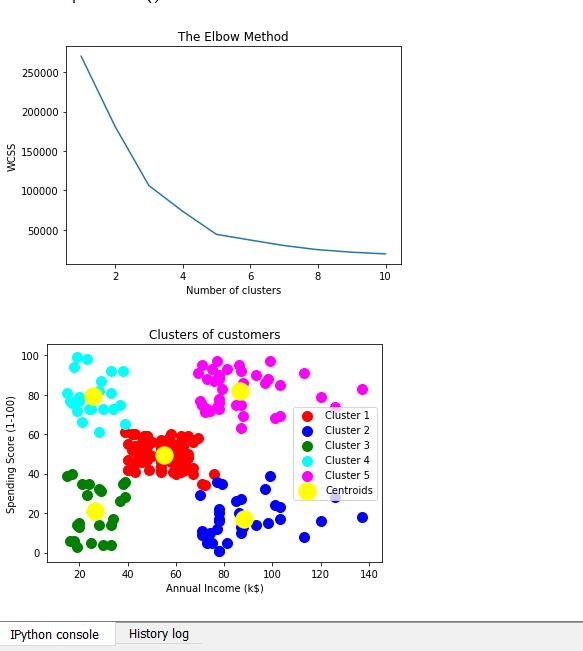 The Elbow Method
250000
200000
150000
100000
50000
WCSS
2 4 6 8 10
Number of clusters
Clusters of customers
100
80
60
40
20
0
Spending Score (1-100)
Cluster 1
Cluster 2
Cluster 3
Cluster 4
Cluster 5
Centroids
20 40 60 80 100 120 140
Annual Income (k$)
IPython console History log